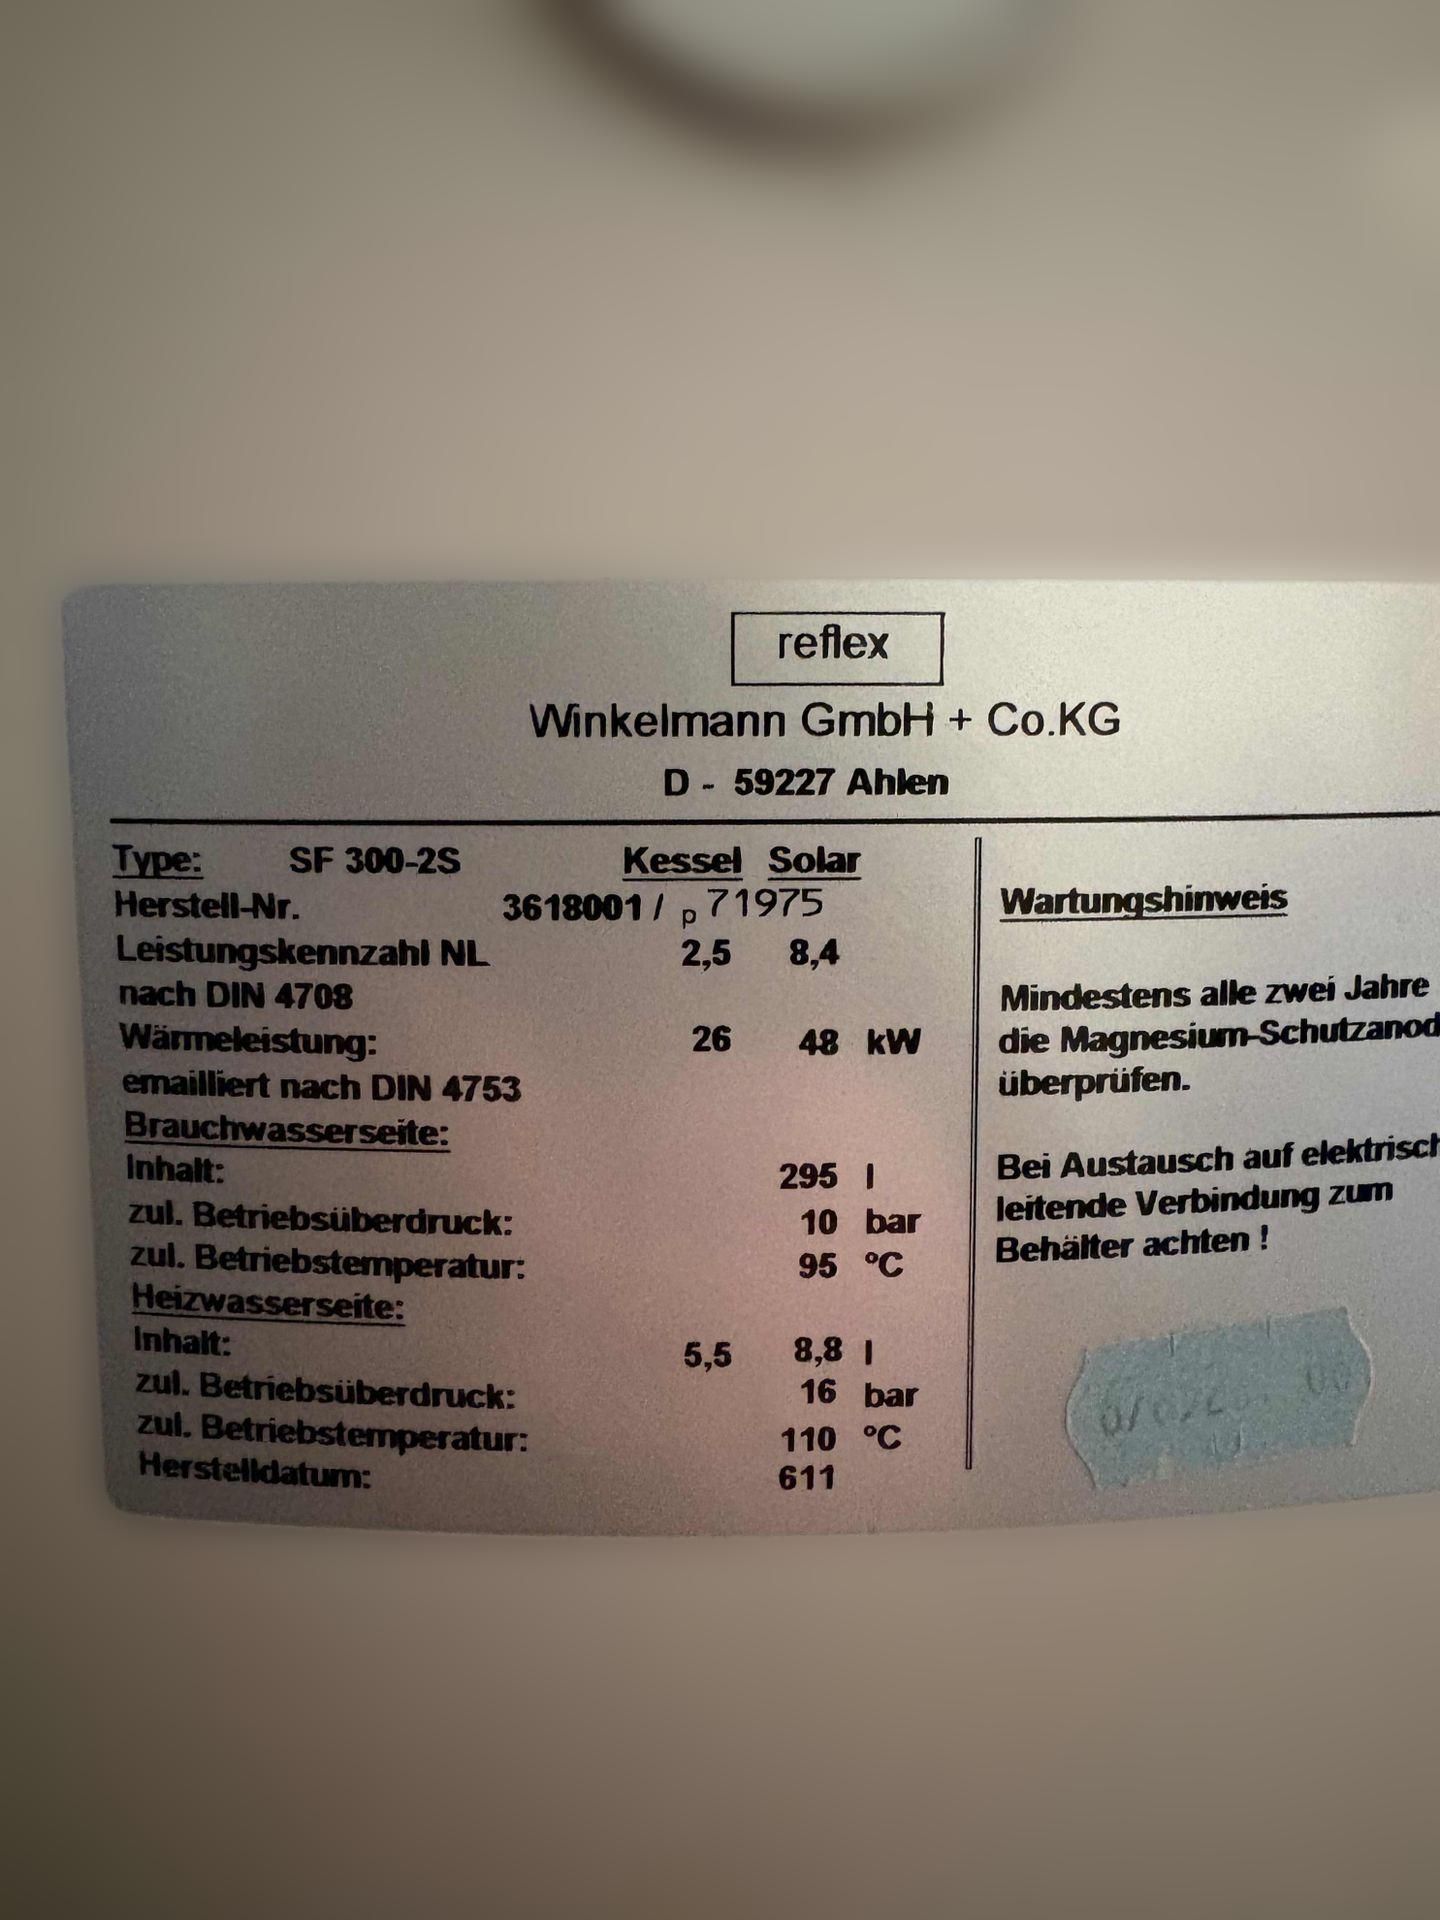 reflex
Winkelmann GmbH + Co.KG
D - 59227 Ahlen
Type: SF 300-2S Kessel Solar
Herstell-Nr. 3618001 / p 71975
Leistungskennzahl NL 2,5 8,4
nach DIN 4708
Wärmeleistung: 26 48 kW
emailliert nach DIN 4753
Brauchwasserseite:
Inhalt: 295 l
zul. Betriebsüberdruck: 10 bar
zul. Betriebstemperatur: 95 °C
Heizwasserseite:
Inhalt: 5,5 8,8 l
zul. Betriebsüberdruck: 16 bar
zul. Betriebstemperatur: 110 °C
Herstelldatum: 611
Wartungshinweis
Mindestens alle zwei Jahre
die Magnesium-Schutzanod
überprüfen.
Bei Austausch auf elektrisch
leitende Verbindung zum
Behälter achten !